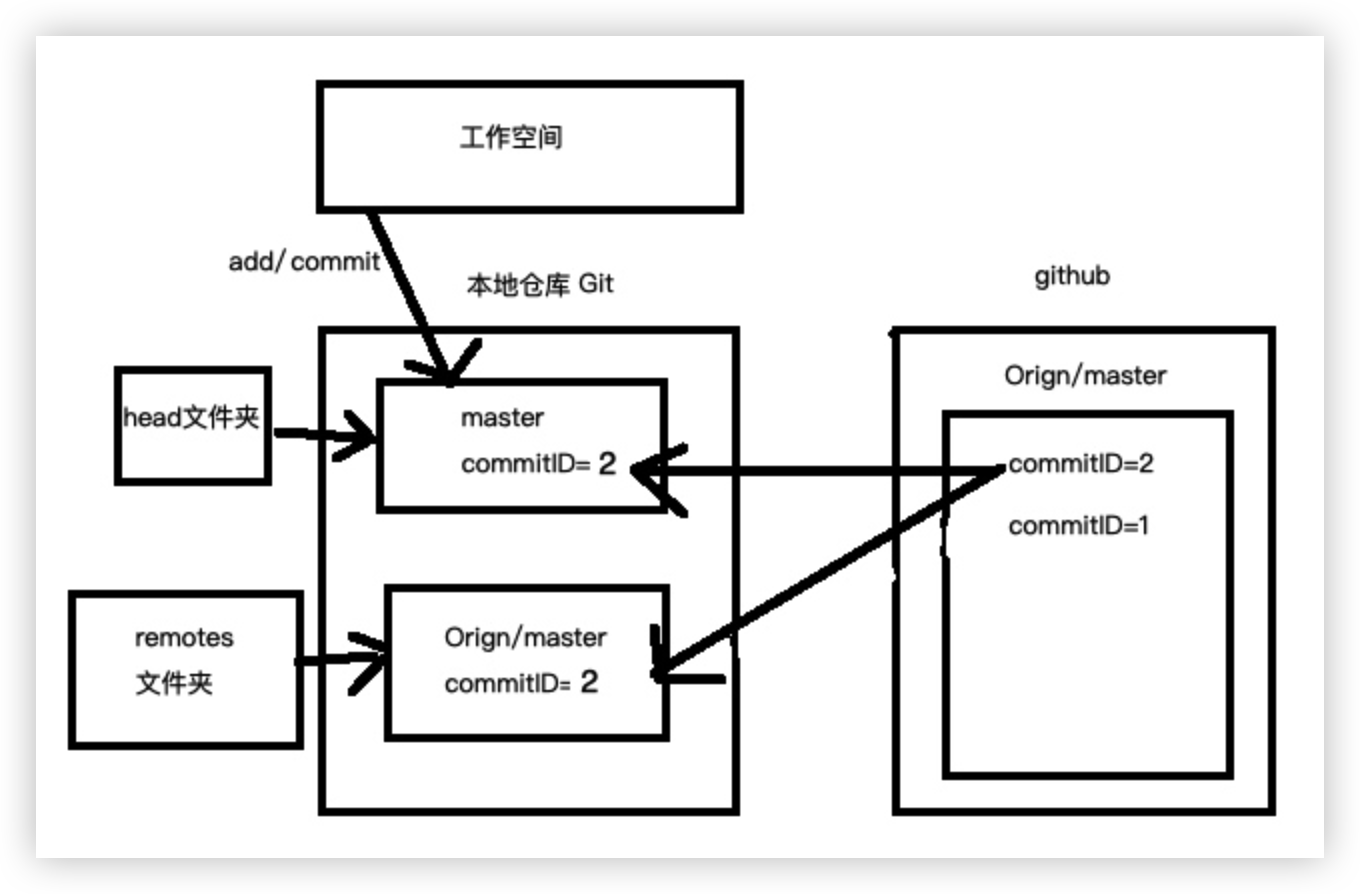 工作空间
add/ commit
本地仓库 Git
github
head文件夹
master
commitID= 2
Orign/master
commitID=2
commitID=1
remotes
文件夹
Orign/master
commitID= 2